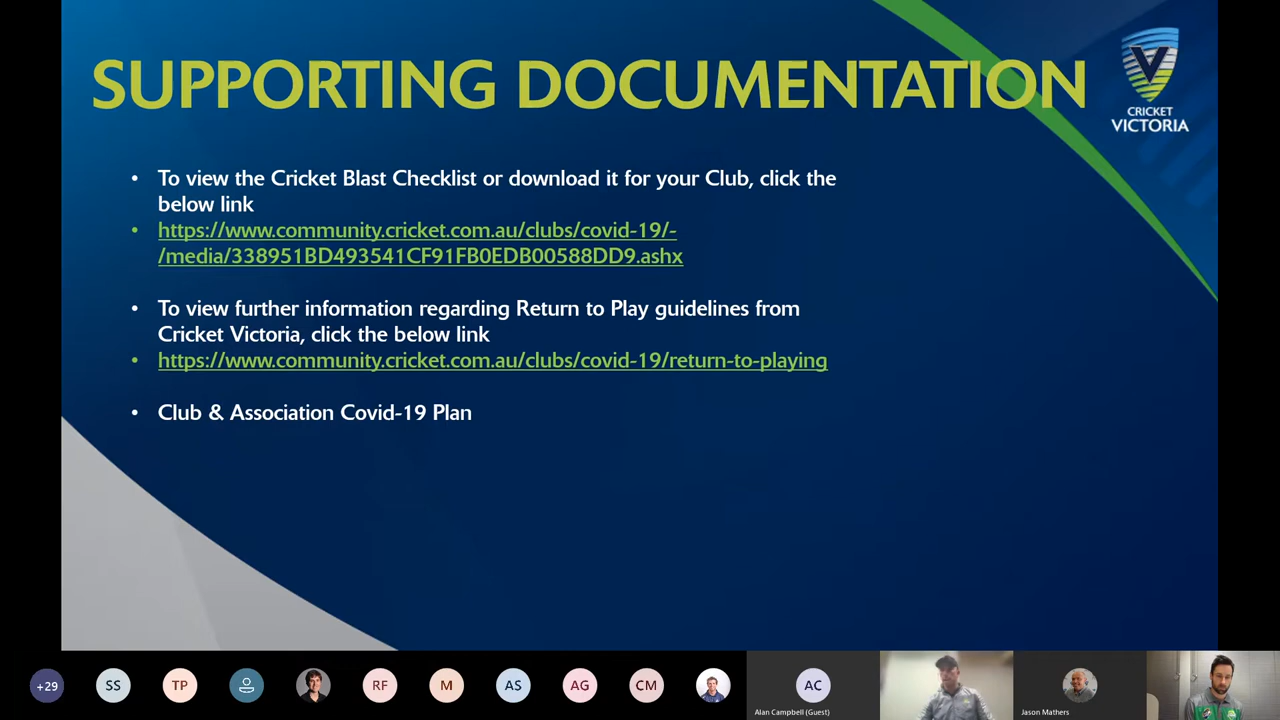 SUPPORTING DOCUMENTATION
CRICKET
VICTORIA
• To view the Cricket Blast Checklist or download it for your Club, click the
below link
• https://www.community.cricket.com.au/clubs/covid-19/-
/media/338951BD493541CF91FB0EDB00588DD9.ashx
• To view further information regarding Return to Play guidelines from
Cricket Victoria, click the below link
• https://www.community.cricket.com.au/clubs/covid-19/return-to-playing
• Club & Association Covid-19 Plan
+29
SS
TP
RF
M
AS
AG
CM
AC
Alan Campbell (Guest)
Jason Mathers